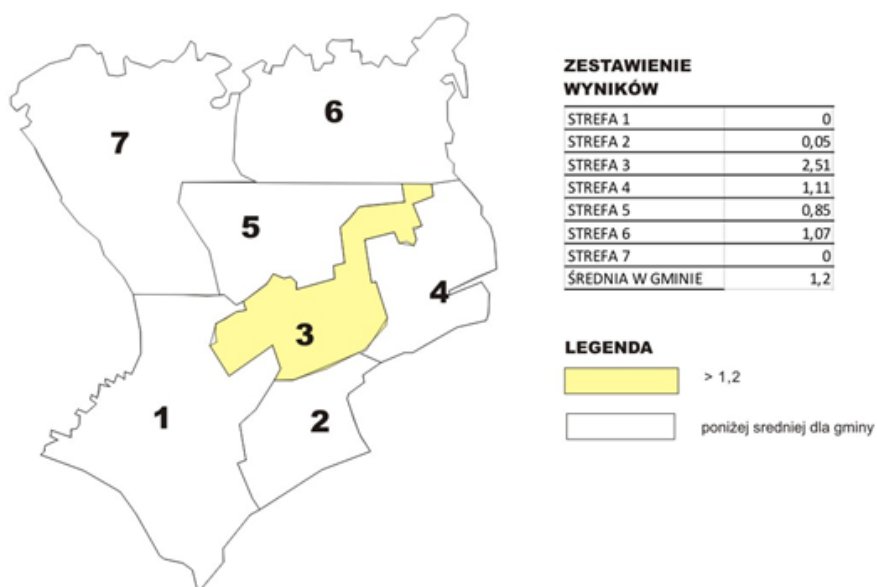 7
6
5
4
3
1
2
ZESTAWIENIE
WYNIKÓW
STREFA 1 0
STREFA 2 0,05
STREFA 3 2,51
STREFA 4 1,11
STREFA 5 0,85
STREFA 6 1,07
STREFA 7 0
ŚREDNIA W GMINIE 1,2
LEGENDA
> 1,2
poniżej sredniej dla gminy